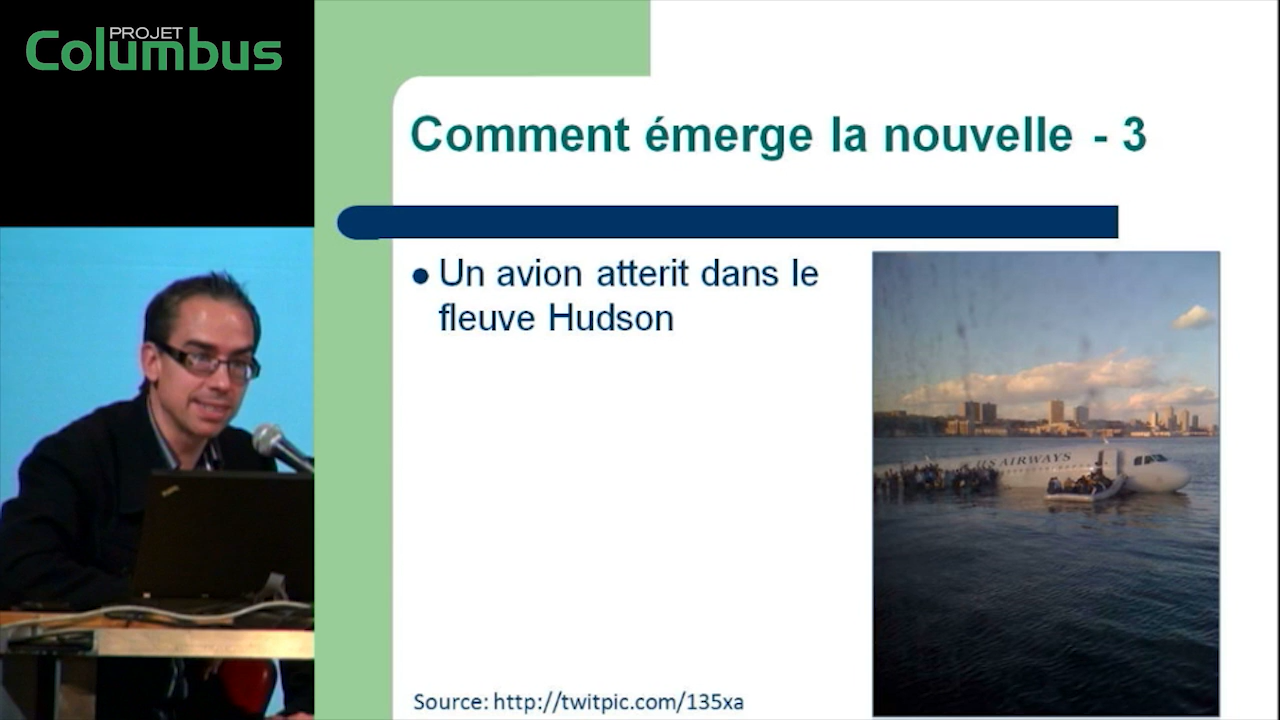 PROJET
Columbus
Comment émerge la nouvelle - 3
Un avion atterit dans le
fleuve Hudson
US AIRWAYS
Source: http://twitpic.com/135xa